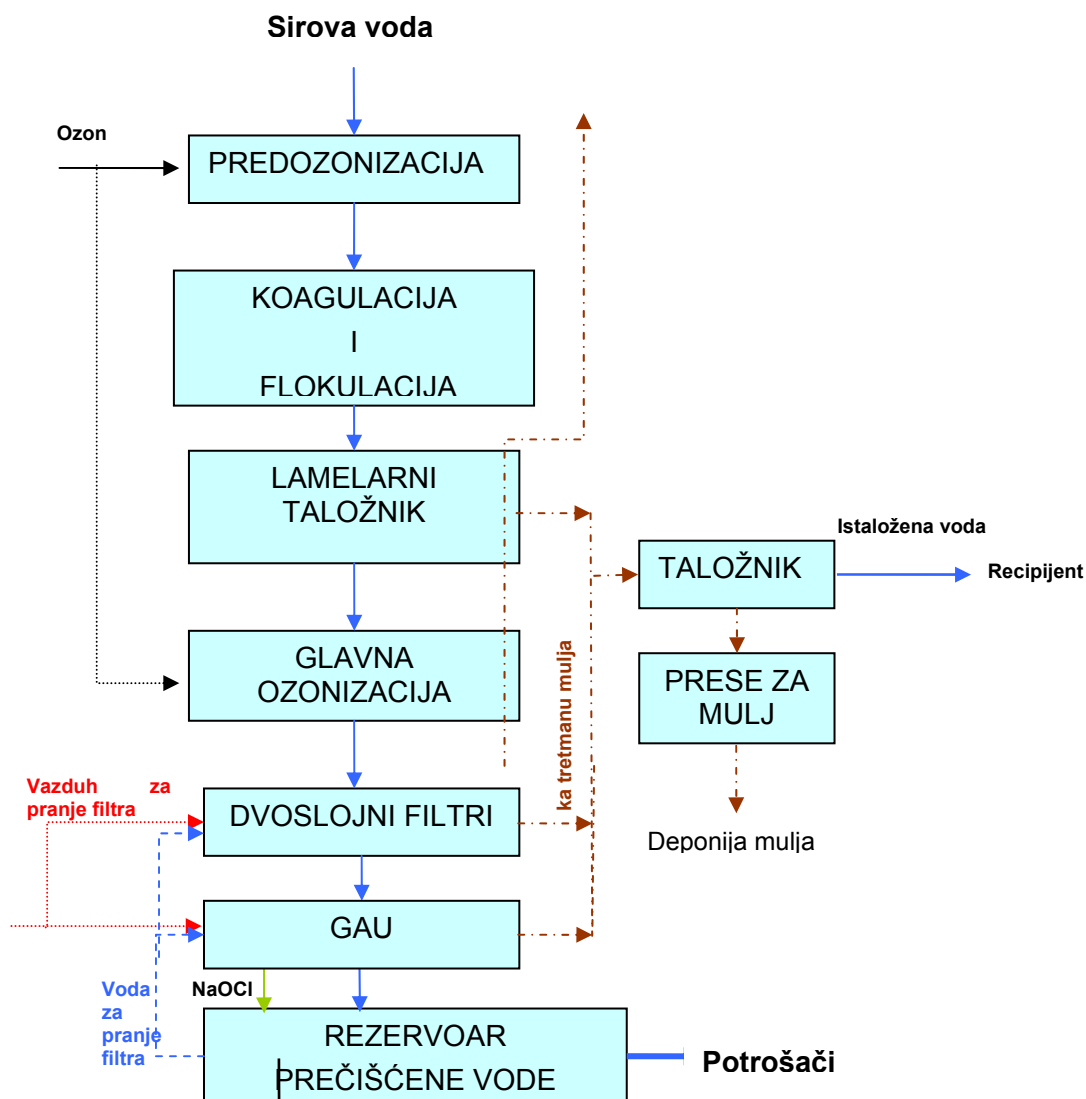 Sirova voda
Ozon
PREDOZONIZACIJA
KOAGULACIJA
I
FLOKULACIJA
LAMELARNI
TALOŽNIK
Istaložena voda
TALOŽNIK
Recipijent
GLAVNA
OZONIZACIJA
ka tretmanu mulja
PRESE ZA
MULJ
Vazduh za
pranje filtra
DVOSLOJNI FILTRI
Deponija mulja
GAU
Voda
za
pranje
filtra
NaOCl
REZERVOAR
PREČIŠĆENE VODE
Potrošači